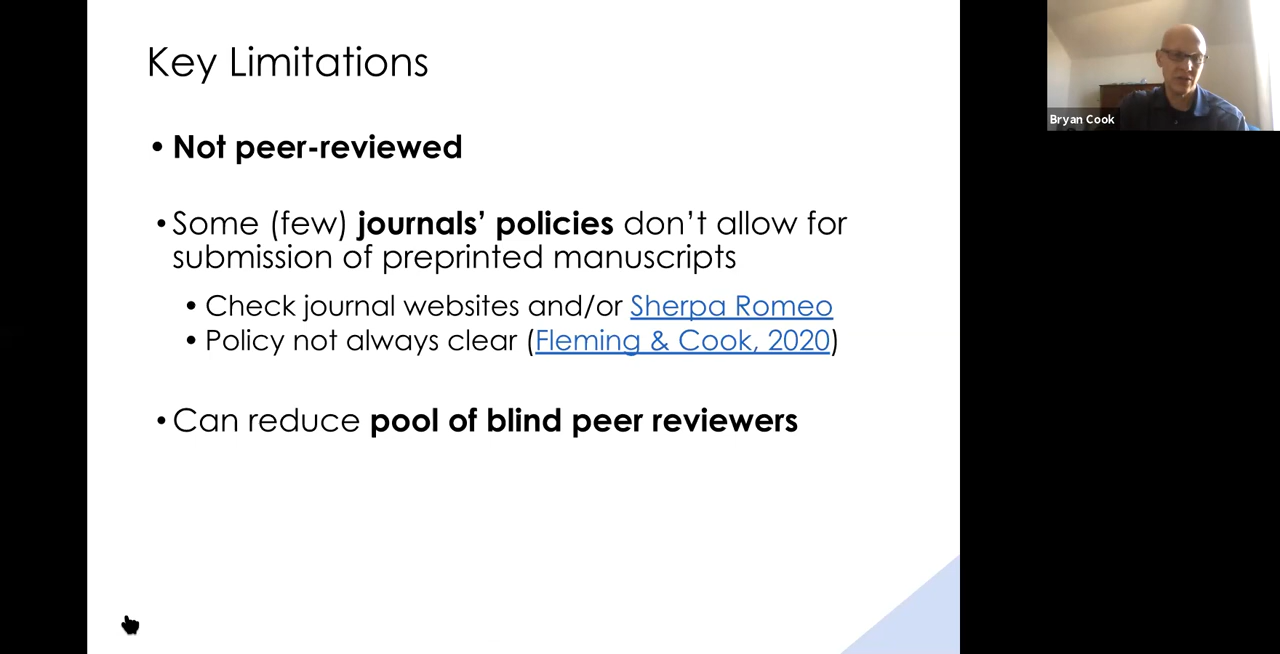 Key Limitations
• Not peer-reviewed
• Some (few) journals’ policies don’t allow for
submission of preprinted manuscripts
• Check journal websites and/or Sherpa Romeo
• Policy not always clear (Fleming & Cook, 2020)
• Can reduce pool of blind peer reviewers
Bryan Cook